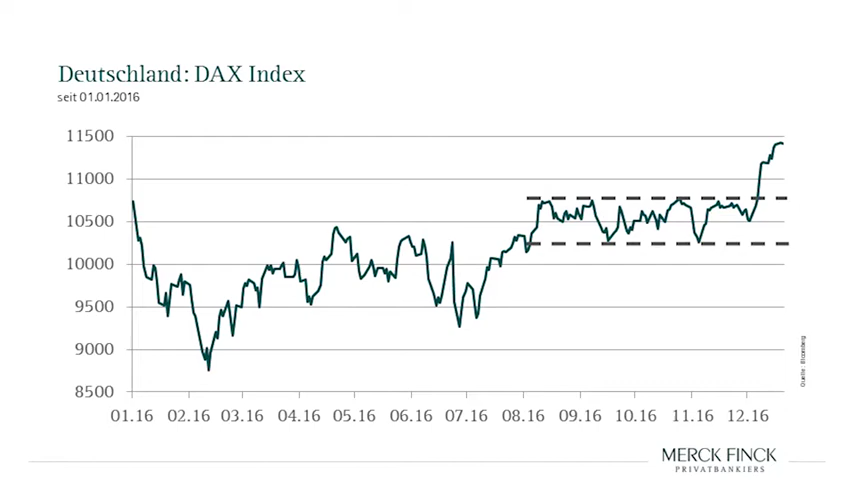 Deutschland: DAX Index
seit 01.01.2016
11500
11000
10500
10000
9500
9000
8500
01.16 02.16 03.16 04.16 05.16 06.16 07.16 08.16 09.16 10.16 11.16 12.16
Quelle: Bloomberg
MERCK FINCK
PRIVATBANKIERS